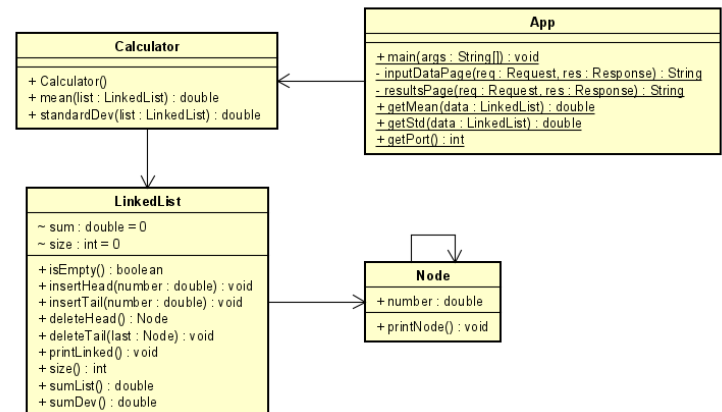 Calculator
+ Calculator()
+ mean(list : LinkedList) : double
+ standardDev(list : LinkedList) : double
App
+ main(args : String[]) : void
- inputDataPage(req : Request, res : Response) : String
- resultsPage(req : Request, res : Response) : String
+ getMean(data : LinkedList) : double
+ getStd(data : LinkedList) : double
+ getPort() : int
LinkedList
~ sum : double = 0
~ size : int = 0
+ isEmpty() : boolean
+ insertHead(number : double) : void
+ insertTail(number : double) : void
+ deleteHead() : Node
+ deleteTail(last : Node) : void
+ printLinked() : void
+ size() : int
+ sumList() : double
+ sumDev() : double
Node
+ number : double
+ printNode() : void